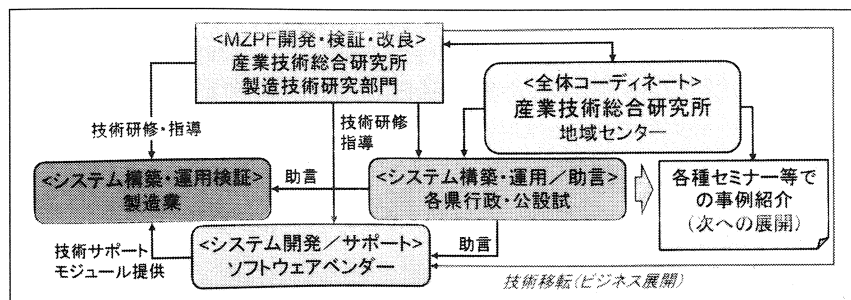 <MZPF開発・検証・改良>
産業技術総合研究所
製造技術研究部門
<全体コーディネート>
産業技術総合研究所
地域センター
技術研修・指導
技術研修
指導
<システム構築・運用検証>
製造業
助言
<システム構築・運用／助言>
各県行政・公設試
各種セミナー等で
の事例紹介
(次への展開)
技術サポート
モジュール提供
<システム開発／サポート>
ソフトウェアベンダー
助言
技術移転(ビジネス展開)